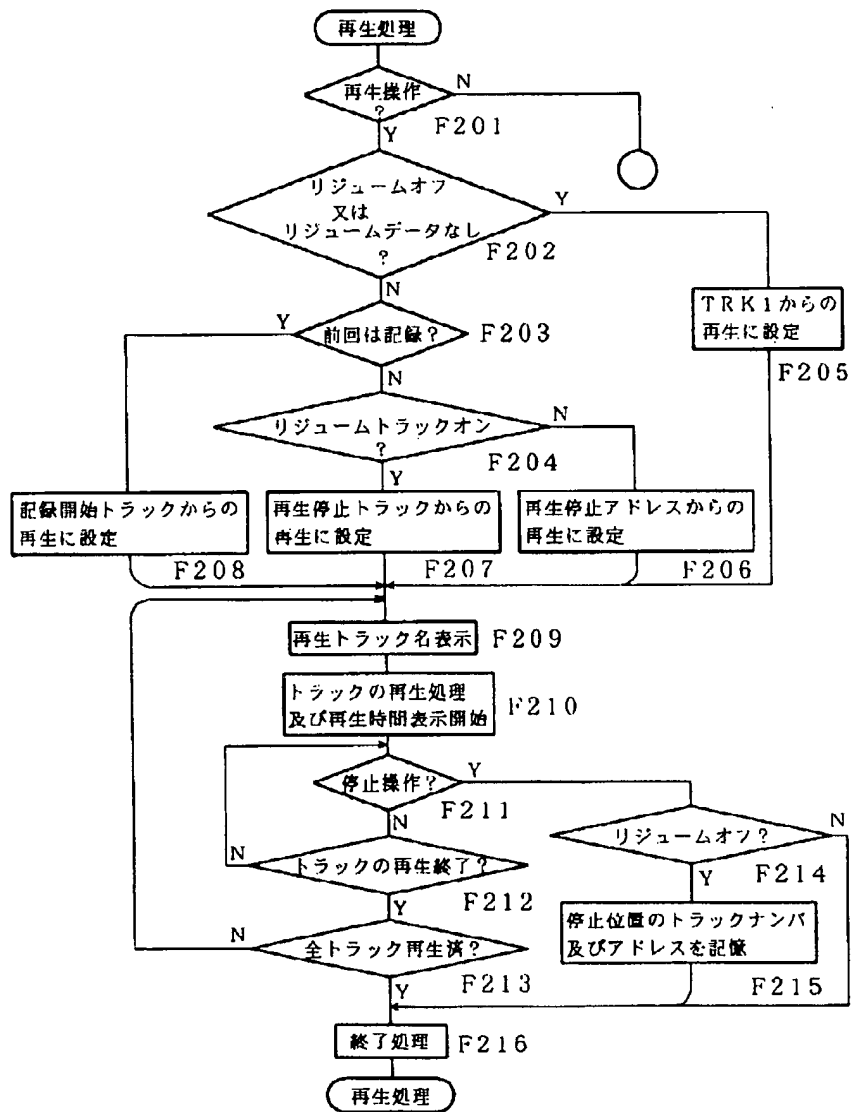 再生処理
再生操作
?
N
F201
Y
リジュームオフ
又は
リジュームデータなし
?
Y
F202
N
前回は記録?
Y
F203
N
TRK1からの
再生に設定
F205
リジュームトラックオン
?
N
F204
Y
記録開始トラックからの
再生に設定
F208
再生停止トラックからの
再生に設定
F207
再生停止アドレスからの
再生に設定
F206
再生トラック名表示
F209
トラックの再生処理
及び再生時間表示開始
F210
停止操作?
Y
F211
N
リジュームオフ?
N
F214
Y
トラックの再生終了?
N
F212
Y
停止位置のトラックナンバ
及びアドレスを記憶
F215
全トラック再生済?
N
F213
Y
終了処理
F216
再生処理